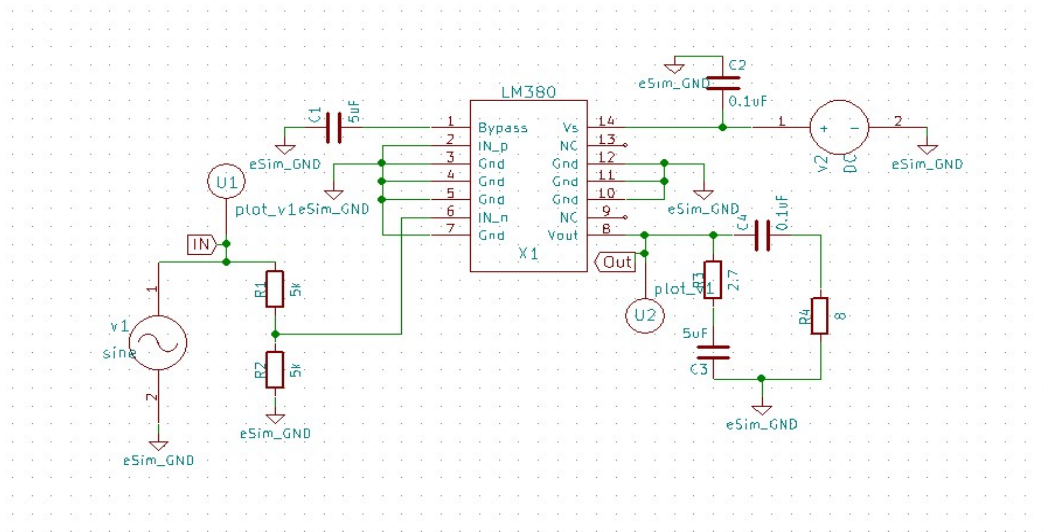 LM380
C1
5uF
eSim_GND
1 Bypass
2 IN_p
3 Gnd
4 Gnd
5 Gnd
6 IN_n
7 Gnd
Vs 14
NC 13
Gnd 12
Gnd 11
Gnd 10
NC 9
Vout 8
X1
C2
eSim_GND
0.1uF
1 + - 2
v2
DC
eSim_GND
U1
plot_v1
eSim_GND
eSim_GND
IN
1
v1
sine
2
eSim_GND
R1
5k
R2
5k
eSim_GND
Out
plot_v1
U2
C4
0.1uF
R3
2.7
5uF
C3
R4
8
eSim_GND